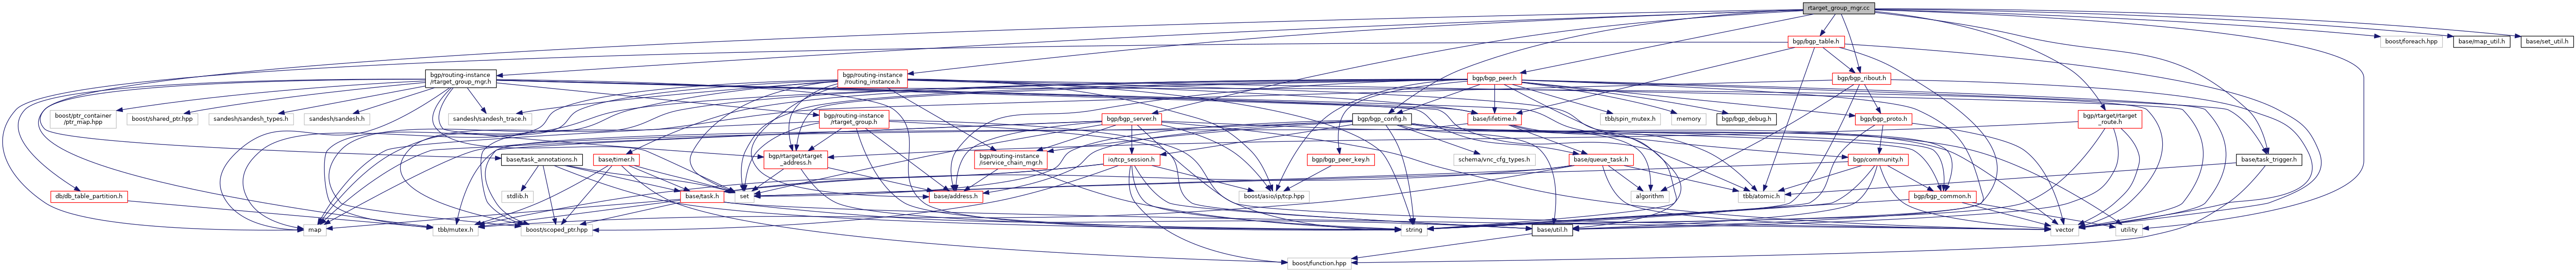 rtarget_group_mgr.cc
bgp/bgp_table.h
boost/foreach.hpp
base/map_util.h
base/set_util.h
bgp/routing-instance
/rtarget_group_mgr.h
bgp/routing-instance
/routing_instance.h
bgp/bgp_peer.h
bgp/bgp_ribout.h
boost/ptr_container
/ptr_map.hpp
boost/shared_ptr.hpp
sandesh/sandesh_types.h
sandesh/sandesh.h
sandesh/sandesh_trace.h
bgp/routing-instance
/rtarget_group.h
bgp/bgp_server.h
bgp/bgp_config.h
base/lifetime.h
tbb/spin_mutex.h
memory
bgp/bgp_debug.h
bgp/bgp_proto.h
bgp/rtarget/rtarget
_route.h
base/task_annotations.h
base/timer.h
bgp/rtarget/rtarget
_address.h
bgp/routing-instance
/iservice_chain_mgr.h
io/tcp_session.h
bgp/bgp_peer_key.h
schema/vnc_cfg_types.h
base/queue_task.h
bgp/community.h
base/task_trigger.h
db/db_table_partition.h
stdlib.h
base/task.h
set
base/address.h
boost/asio/ip/tcp.hpp
algorithm
tbb/atomic.h
bgp/bgp_common.h
map
tbb/mutex.h
boost/scoped_ptr.hpp
string
base/util.h
vector
utility
boost/function.hpp